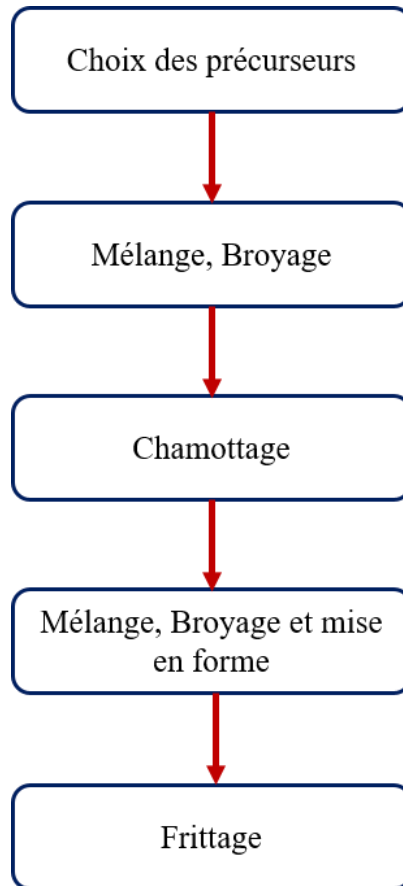 Choix des précurseurs
Mélange, Broyage
Chamottage
Mélange, Broyage et mise
en forme
Frittage